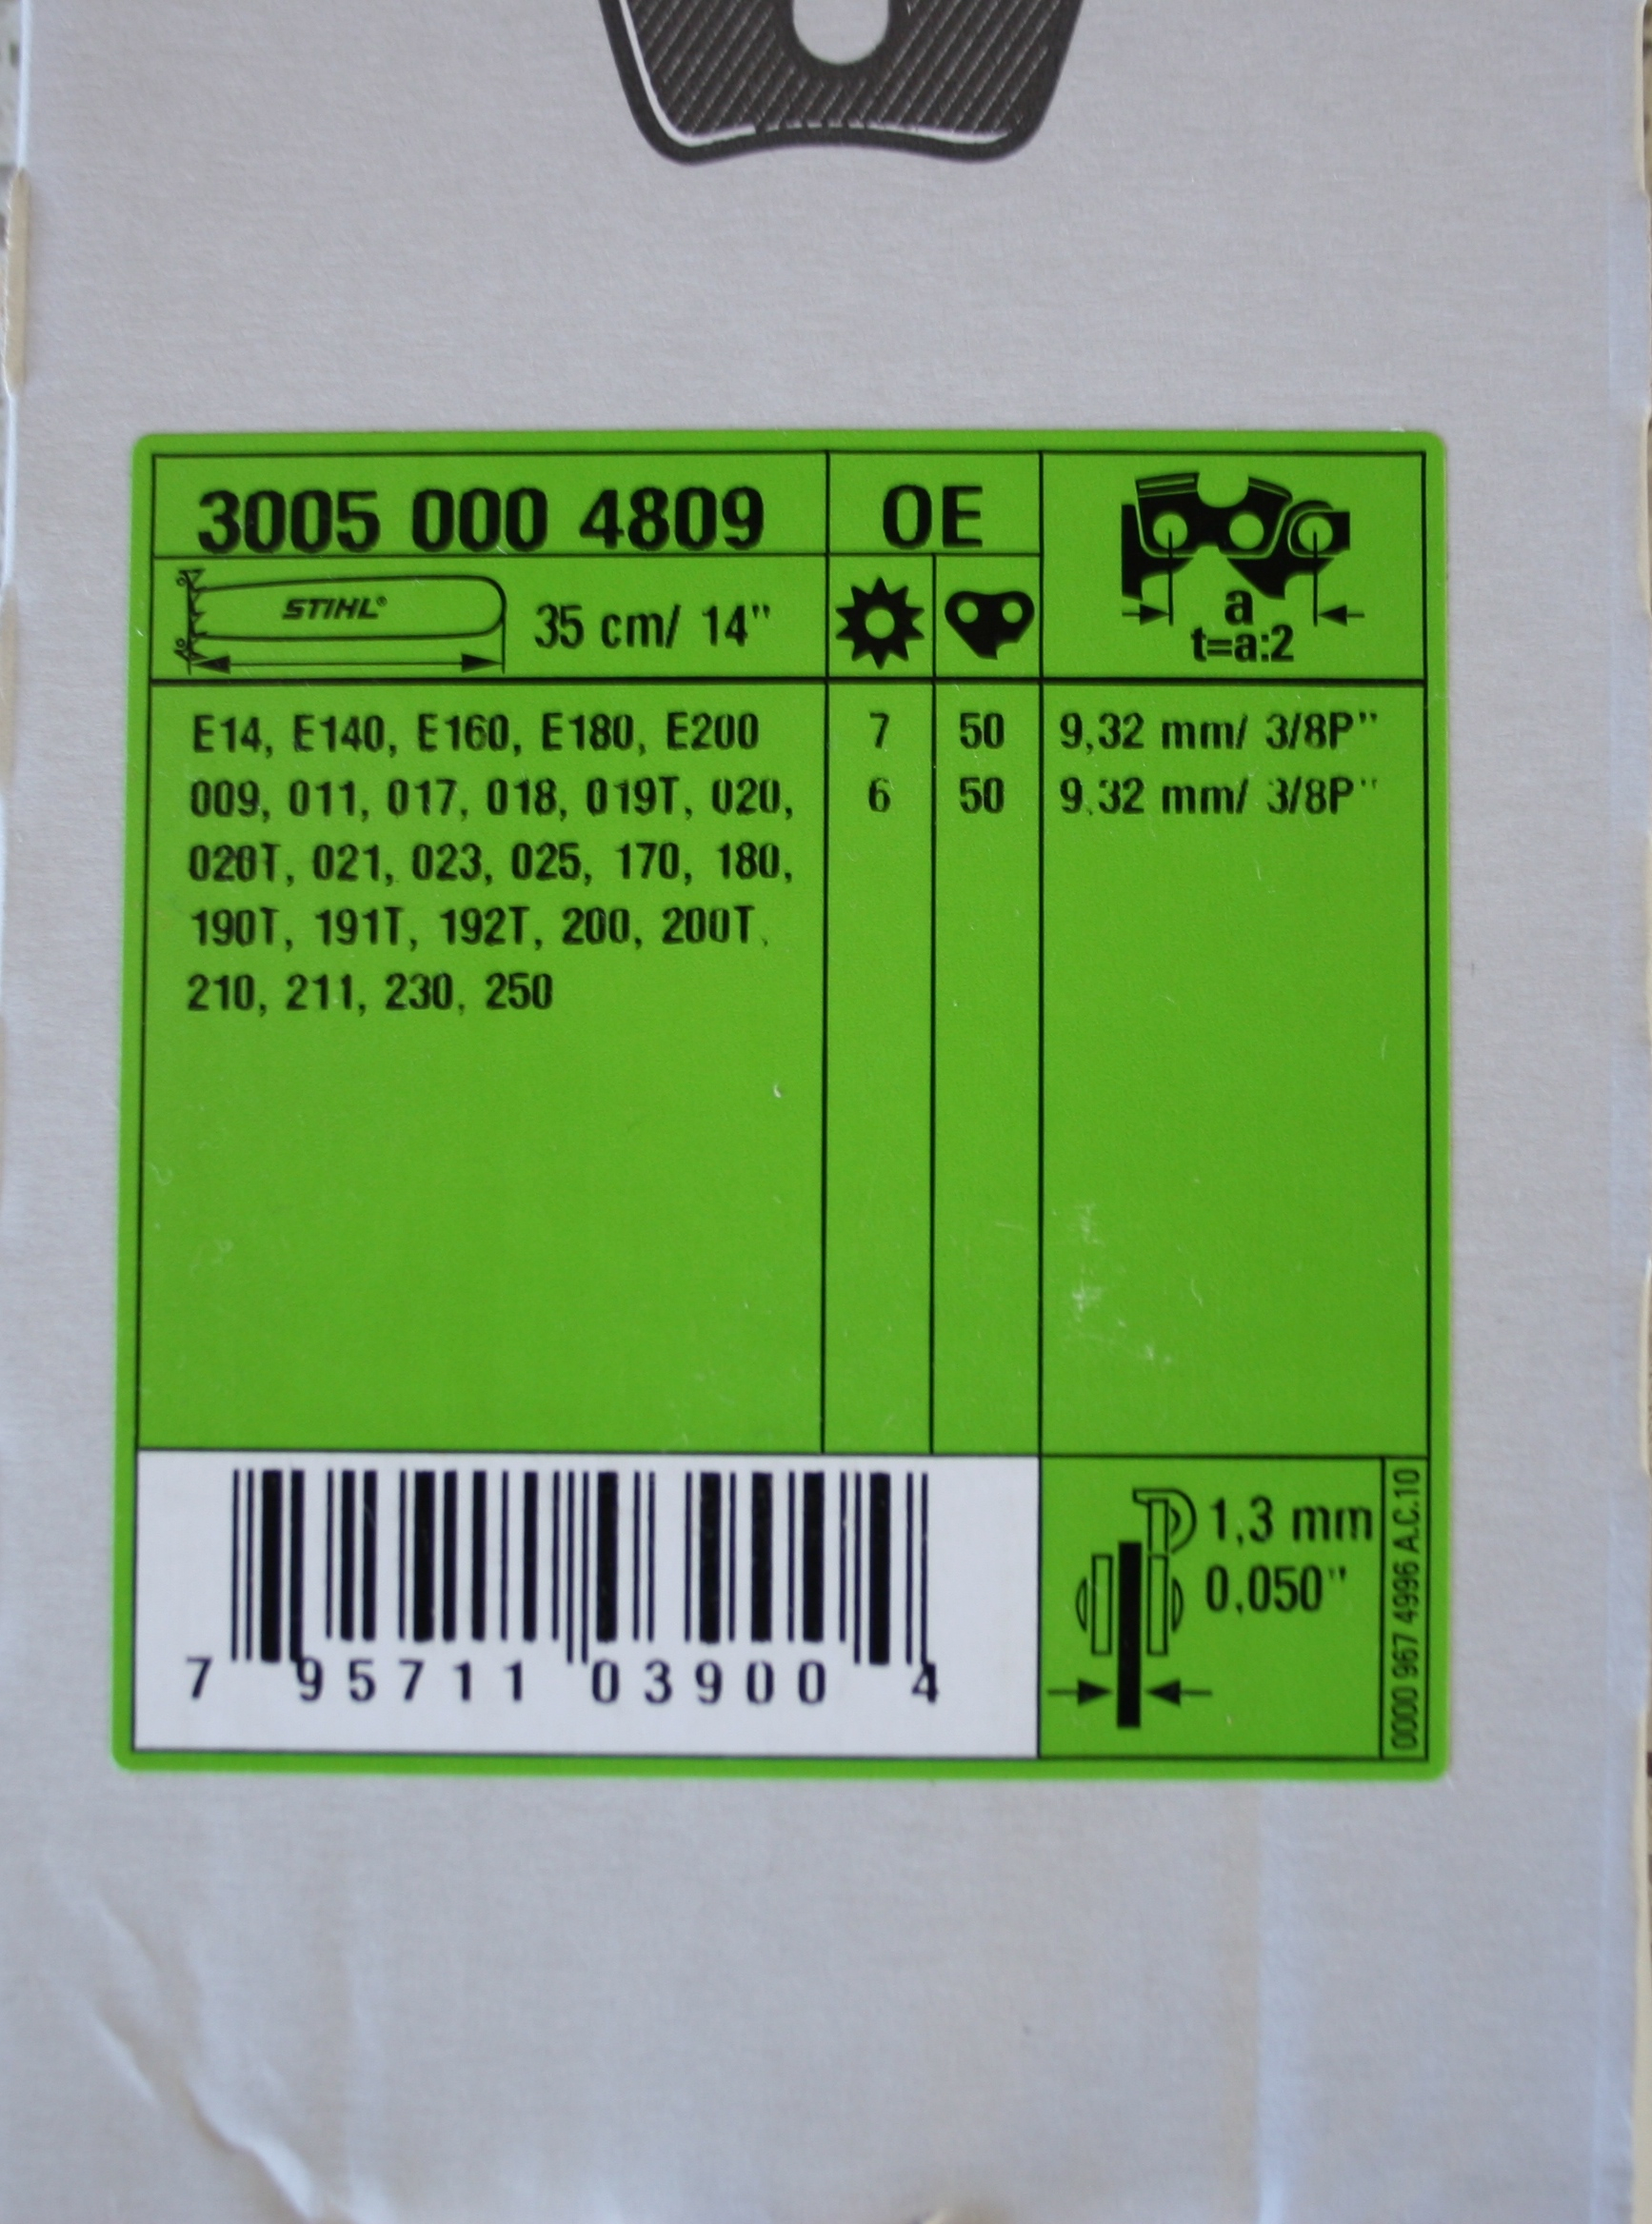 3005 000 4809 OE
STIHL® 35 cm/ 14"
a
t=a:2
E14, E140, E160, E180, E200 7 50 9,32 mm/ 3/8P"
009, 011, 017, 018, 019T, 020, 6 50 9,32 mm/ 3/8P"
020T, 021, 023, 025, 170, 180,
190T, 191T, 192T, 200, 200T,
210, 211, 230, 250
1,3 mm
0,050"
7 95711 03900 4
0000 967 4996 A.C.10